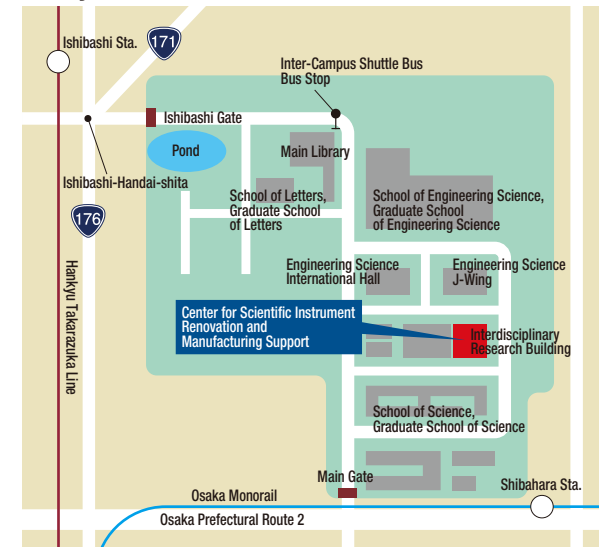 Ishibashi Sta.
171
Inter-Campus Shuttle Bus
Bus Stop
Ishibashi Gate
Pond
Main Library
Ishibashi-Handai-shita
School of Letters,
Graduate School
of Letters
School of Engineering Science,
Graduate School
of Engineering Science
176
Engineering Science
International Hall
Engineering Science
J-Wing
Hankyu Takarazuka Line
Center for Scientific Instrument
Renovation and
Manufacturing Support
Interdisciplinary
Research Building
School of Science,
Graduate School of Science
Main Gate
Shibahara Sta.
Osaka Monorail
Osaka Prefectural Route 2